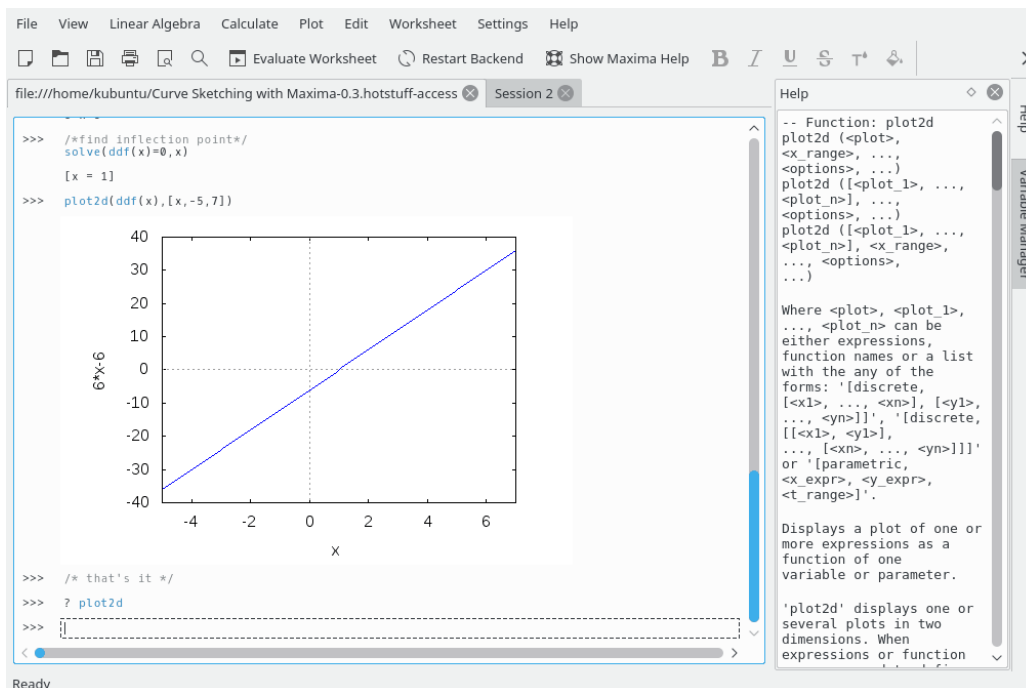 File View Linear Algebra Calculate Plot Edit Worksheet Settings Help
Evaluate Worksheet Restart Backend Show Maxima Help B I U S T
file:///home/kubuntu/Curve Sketching with Maxima-0.3.hotstuff-access Session 2
>>> /*find inflection point*/
solve(ddf(x)=0,x)
[x = 1]
>>> plot2d(ddf(x),[x,-5,7])
40
30
20
10
0
-10
-20
-30
-40
6*x-6
-4 -2 0 2 4 6
x
>>> /* that's it */
>>> ? plot2d
>>>
Ready
Help
-- Function: plot2d
plot2d (<plot>,
<x_range>, ...,
<options>, ...)
plot2d ([<plot_1>, ...,
<plot_n>], ...,
<options>, ...)
plot2d ([<plot_1>, ...,
<plot_n>], <x_range>,
..., <options>,
...)
Where <plot>, <plot_1>,
..., <plot_n> can be
either expressions,
function names or a list
with the any of the
forms: '[discrete,
[<x1>, ..., <xn>], [<y1>,
..., <yn>]]', '[discrete,
[[<x1>, <y1>],
..., [<xn>, ..., <yn>]]]'
or '[parametric,
<x_expr>, <y_expr>,
<t_range>]'.
Displays a plot of one or
more expressions as a
function of one
variable or parameter.
'plot2d' displays one or
several plots in two
dimensions. When
expressions or function
Help
Variable Manager